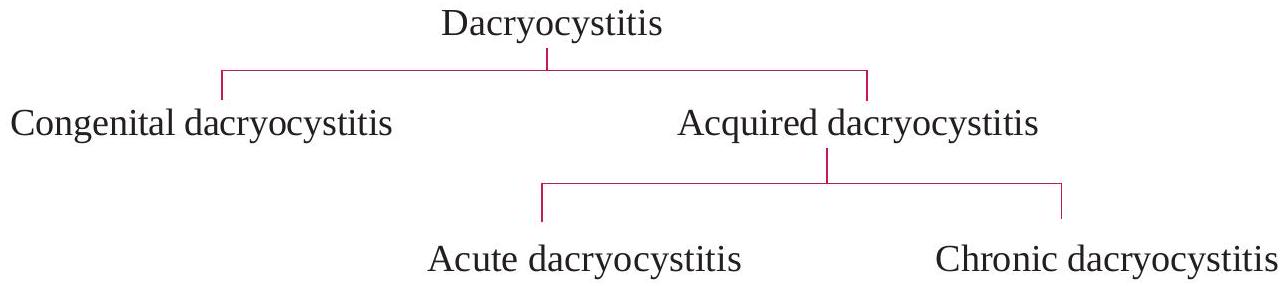 Dacryocystitis
Congenital dacryocystitis
Acquired dacryocystitis
Acute dacryocystitis
Chronic dacryocystitis